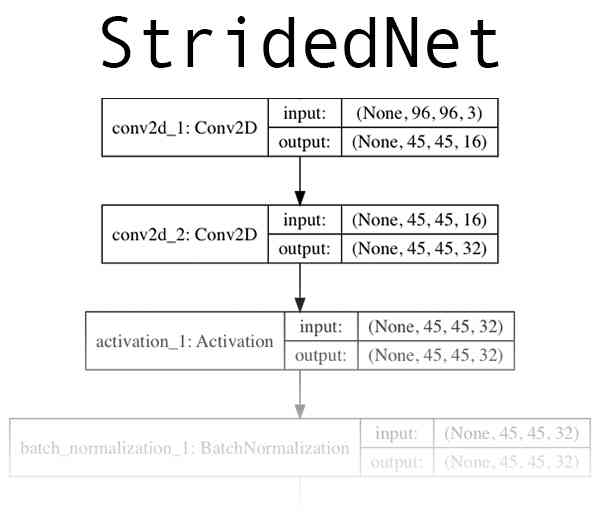 StridedNet
conv2d_1: Conv2D
input: (None, 96, 96, 3)
output: (None, 45, 45, 16)
conv2d_2: Conv2D
input: (None, 45, 45, 16)
output: (None, 45, 45, 32)
activation_1: Activation
input: (None, 45, 45, 32)
output: (None, 45, 45, 32)
batch_normalization_1: BatchNormalization
input: (None, 45, 45, 32)
output: (None, 45, 45, 32)